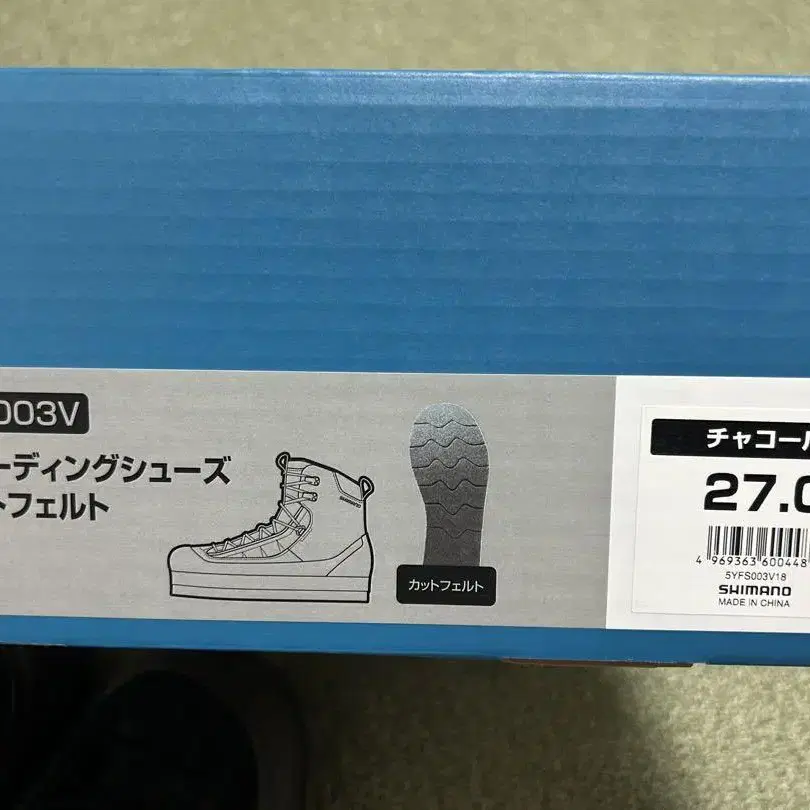 003V
ーディングシューズ
トフェルト
カットフェルト
チャコール
27.0
4 969363 600448
5YFS003V18
SHIMANO
MADE IN CHINA